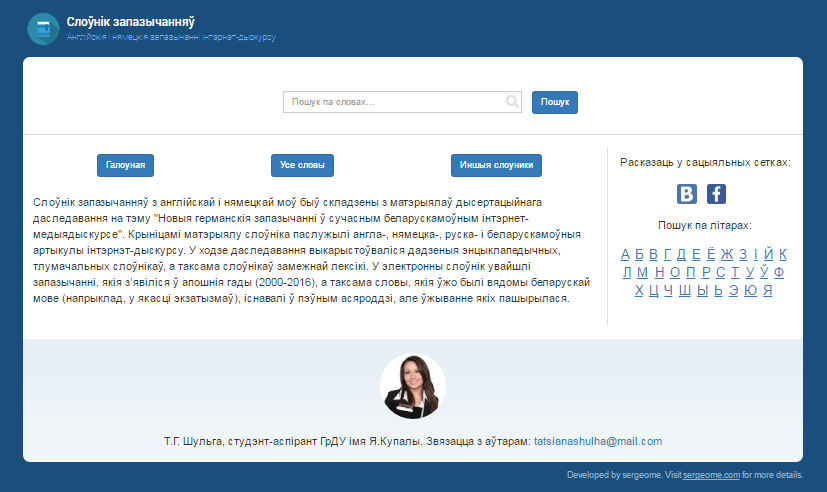 Слоўнік запазычанняў
Англійскія і нямецкія запазычанні інтэрнэт-дыскурсу
Пошук па словах...
Пошук
Галоуная
Усе словы
Иншыя слоуники
Слоўнік запазычанняў з англійскай і нямецкай моў быў складзены з матэрыялаў дысертацыйнага
даследавання на тэму "Новыя германскія запазычанні ў сучасным беларускамоўным інтэрнет-
медыядыскурсе". Крыніцамі матэрыялу слоўніка паслужылі англа-, нямецка-, руска- і беларускамоўныя
артыкулы інтэрнэт-дыскурсу. У ходзе даследавання выкарыстоўваліся дадзеныя энцыклапедычных,
тлумачальных слоўнікаў, а таксама слоўнікаў замежнай лексікі. У электронны слоўнік увайшлі
запазычанні, якія з'явіліся ў апошнія гады (2000-2016), а таксама словы, якія ўжо былі вядомы беларускай
мове (напрыклад, у якасці экзатызмаў), існавалі ў пэўным асяроддзі, але ўжыванне якіх пашырылася.
Расказаць у сацыяльных сетках:
В f
Пошук па літарах:
А Б В Г Д Е Ё Ж З І Й К
Л М Н О П Р С Т У Ў Ф
Х Ц Ч Ш Ы Ь Э Ю Я
Т.Г. Шульга, студэнт-аспірант ГрДУ імя Я.Купалы. Звязацца з аўтарам: tatsianashulha@mail.com
Developed by sergeome. Visit sergeome.com for more details.